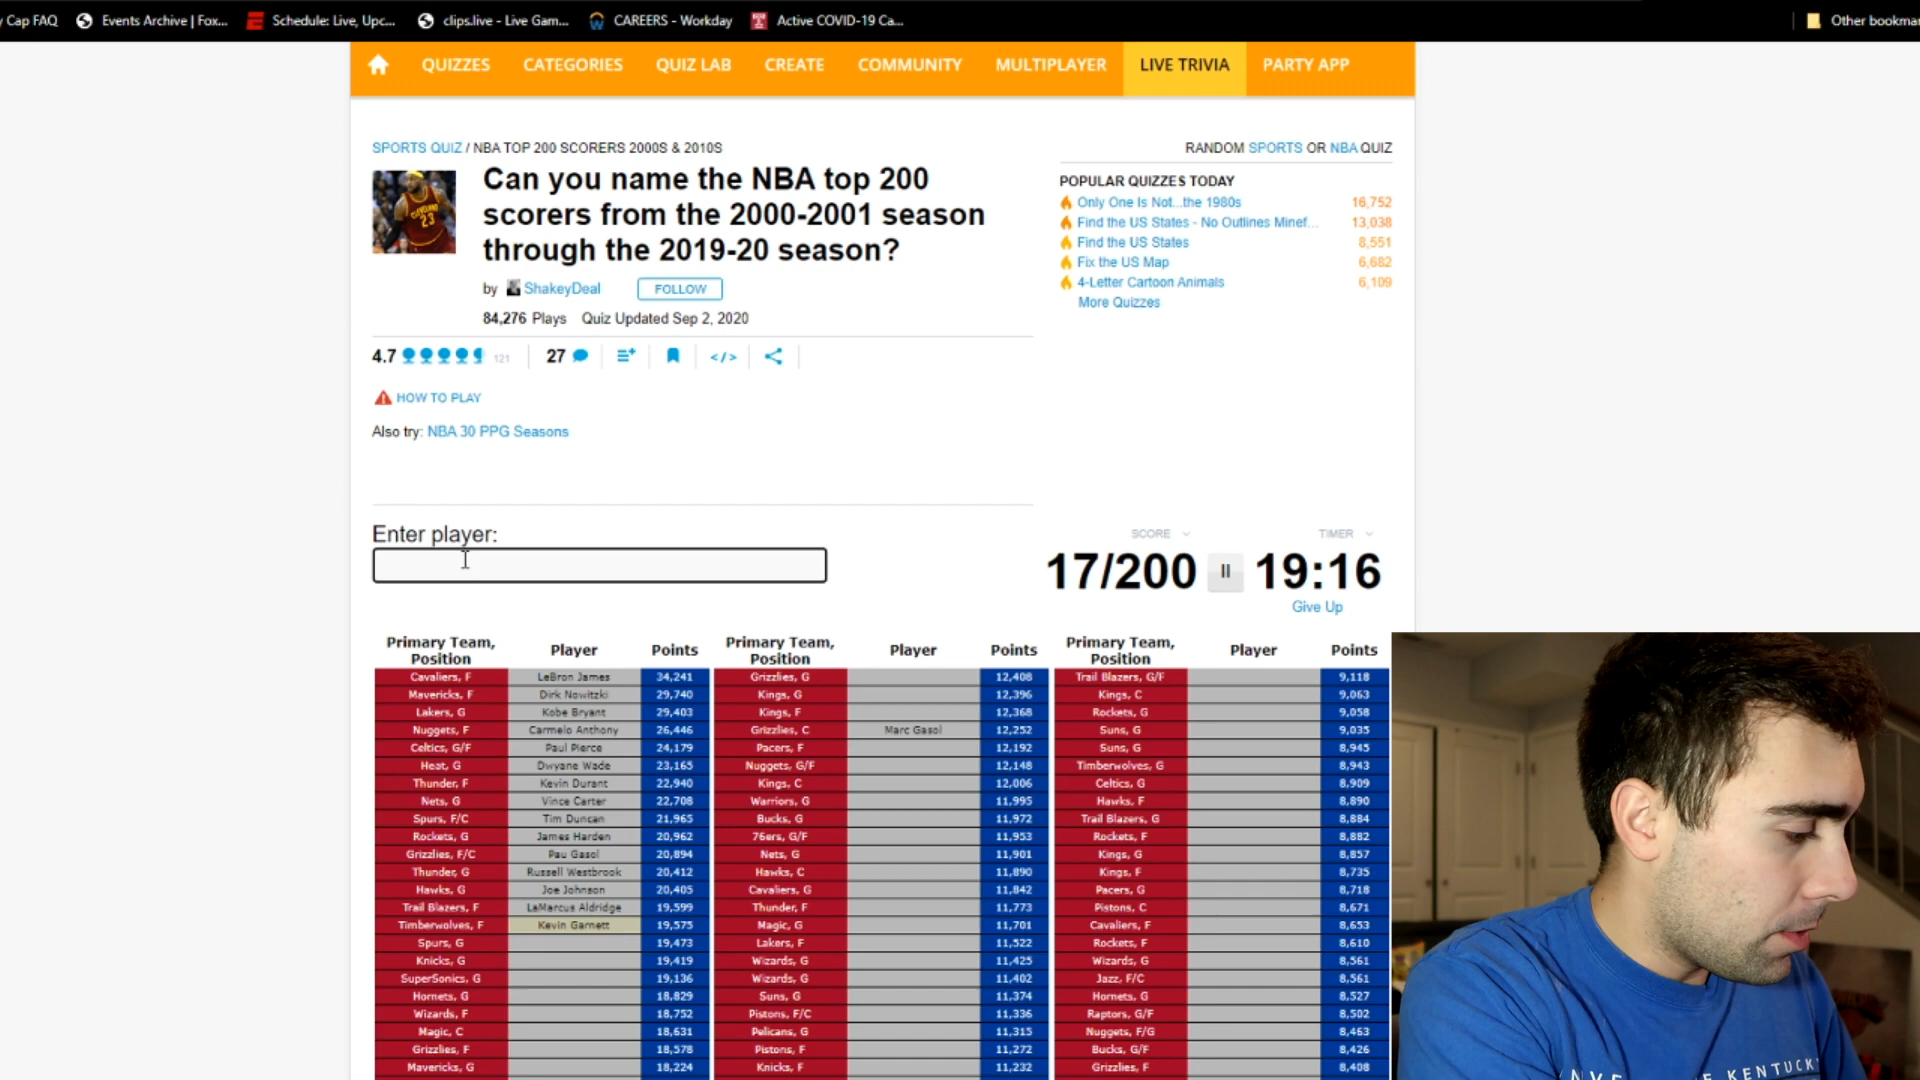 y Cap FAQ Events Archive | Fox... Schedule: Live, Upc... clips.live - Live Gam... CAREERS - Workday Active COVID-19 Ca... Other bookmar
QUIZZES CATEGORIES QUIZ LAB CREATE COMMUNITY MULTIPLAYER LIVE TRIVIA PARTY APP
SPORTS QUIZ / NBA TOP 200 SCORERS 2000S & 2010S
Can you name the NBA top 200
scorers from the 2000-2001 season
through the 2019-20 season?
by ShakeyDeal FOLLOW
84,276 Plays Quiz Updated Sep 2, 2020
4.7 121 27 </>
HOW TO PLAY
Also try: NBA 30 PPG Seasons
RANDOM SPORTS OR NBA QUIZ
POPULAR QUIZZES TODAY
Only One Is Not...the 1980s 16,752
Find the US States - No Outlines Minef... 13,038
Find the US States 8,551
Fix the US Map 6,682
4-Letter Cartoon Animals 6,109
More Quizzes
Enter player:
SCORE TIMER
17/200 19:16
Give Up
Primary Team, Position Player Points Primary Team, Position Player Points Primary Team, Position Player Points
Cavaliers, F LeBron James 34,241 Grizzlies, G 12,408 Trail Blazers, G/F 9,118
Mavericks, F Dirk Nowitzki 29,740 Kings, G 12,396 Kings, C 9,063
Lakers, G Kobe Bryant 29,403 Kings, F 12,368 Rockets, G 9,058
Nuggets, F Carmelo Anthony 26,446 Grizzlies, C Marc Gasol 12,252 Suns, G 9,035
Celtics, G/F Paul Pierce 24,179 Pacers, F 12,192 Suns, G 8,945
Heat, G Dwyane Wade 23,165 Nuggets, G/F 12,148 Timberwolves, G 8,943
Thunder, F Kevin Durant 22,940 Kings, C 12,006 Celtics, G 8,909
Nets, G Vince Carter 22,708 Warriors, G 11,995 Hawks, F 8,890
Spurs, F/C Tim Duncan 21,965 Bucks, G 11,972 Trail Blazers, G 8,884
Rockets, G James Harden 20,962 76ers, G/F 11,953 Rockets, F 8,882
Grizzlies, F/C Pau Gasol 20,894 Nets, G 11,901 Kings, G 8,857
Thunder, G Russell Westbrook 20,412 Hawks, C 11,890 Kings, F 8,735
Hawks, G Joe Johnson 20,405 Cavaliers, G 11,842 Pacers, G 8,718
Trail Blazers, F LaMarcus Aldridge 19,599 Thunder, F 11,773 Pistons, C 8,671
Timberwolves, F Kevin Garnett 19,575 Magic, G 11,701 Cavaliers, F 8,653
Spurs, G 19,473 Lakers, F 11,522 Rockets, F 8,610
Knicks, G 19,419 Wizards, G 11,425 Wizards, G 8,561
SuperSonics, G 19,136 Wizards, G 11,402 Jazz, F/C 8,561
Hornets, G 18,829 Suns, G 11,374 Hornets, G 8,527
Wizards, F 18,752 Pistons, F/C 11,336 Raptors, G/F 8,502
Magic, C 18,631 Pelicans, G 11,315 Nuggets, F/G 8,463
Grizzlies, F 18,578 Pistons, F 11,272 Bucks, G/F 8,426
Mavericks, G 18,224 Knicks, F 11,232 Grizzlies, F 8,408
KENTUCK